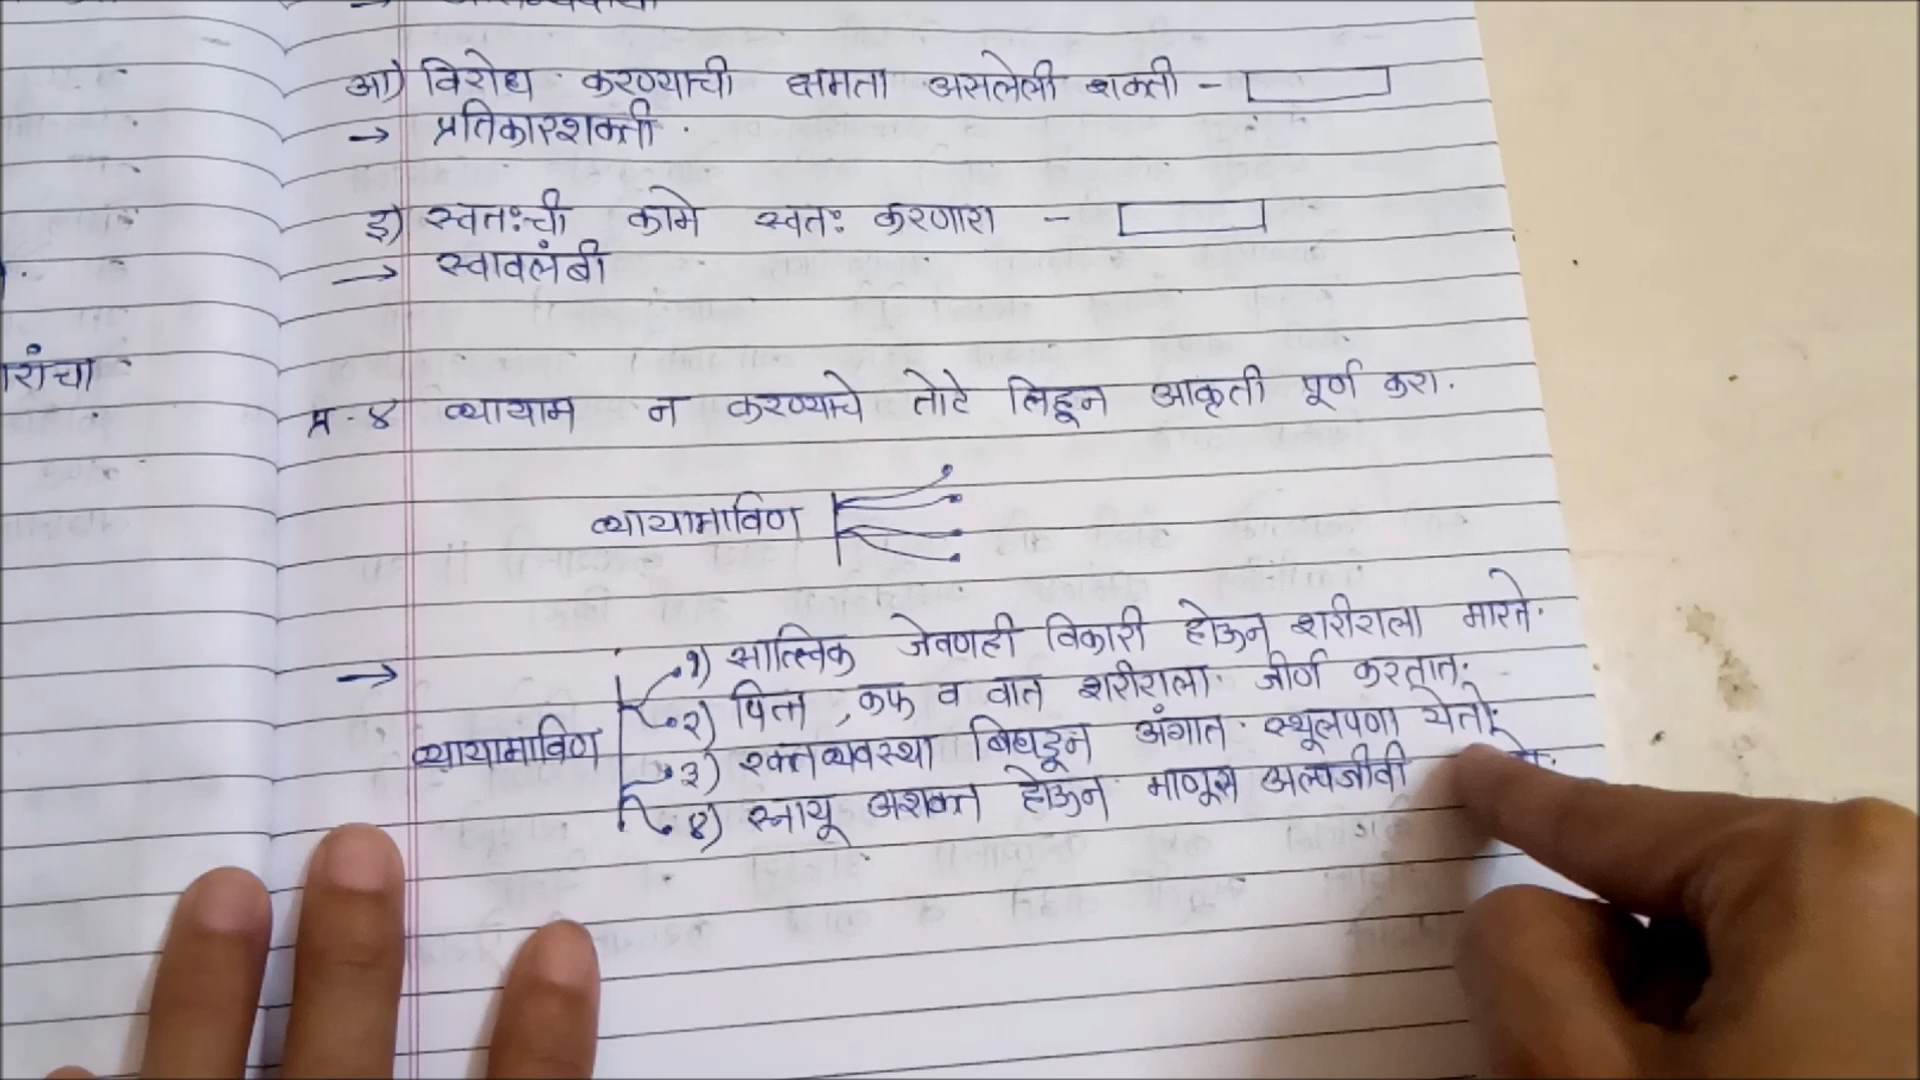 आ) विरोध करण्याची क्षमता असलेली शक्ती -
→ प्रतिकारशक्ती.
इ) स्वतःची कामे स्वतः करणारा -
→ स्वावलंबी
रांचा
प्र. ४ व्यायाम न करण्याचे तोटे लिहून आकृती पूर्ण करा.
व्यायामाविण
→ १) सात्त्विक जेवणही विकारी होऊन शरीराला मारते.
२) पित्त, कफ व वात शरीराला जीर्ण करतात.
व्यायामाविण
३) रक्तव्यवस्था बिघडून अंगात स्थूलपणा येतो.
४) स्नायू अशक्त होऊन माणूस अल्पजीवी